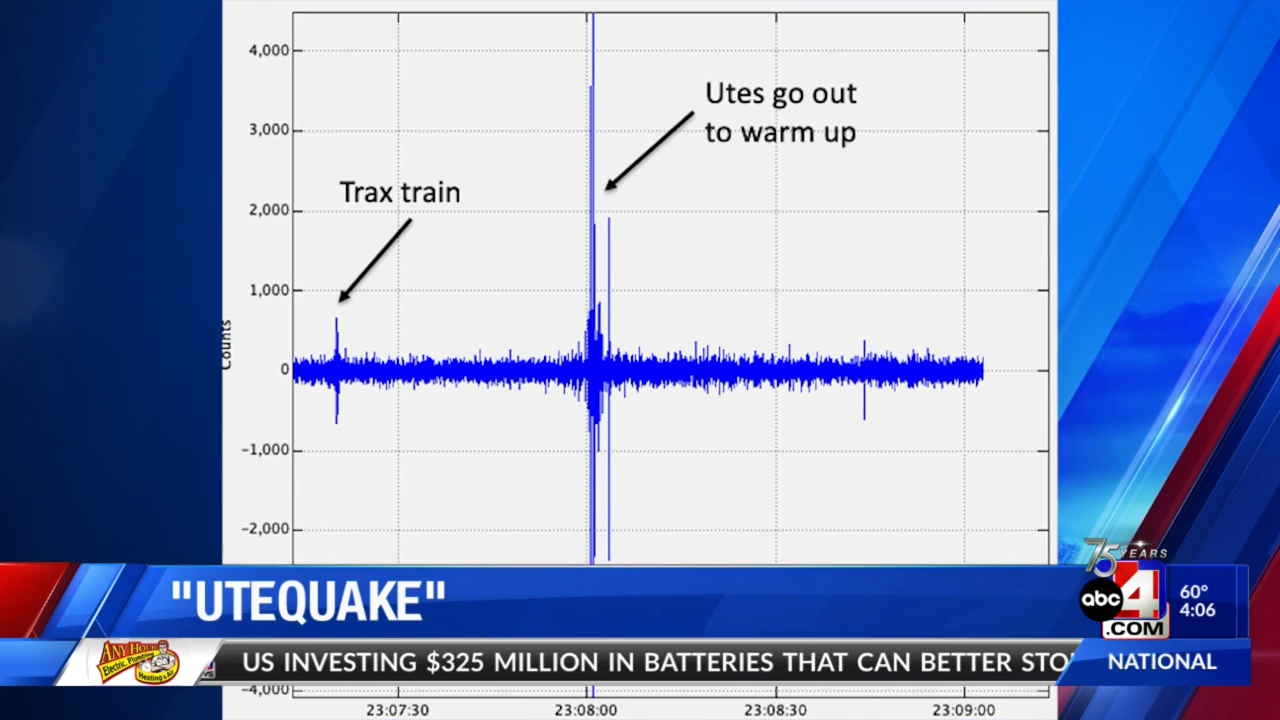 4,000
3,000
2,000
1,000
0
−1,000
−2,000
−4,000
Counts
Utes go out
to warm up
Trax train
"UTEQUAKE"
75 YEARS
abc 4
.COM
60°
4:06
ANY HOUR
Electric, Plumbing
Heating & Air
US INVESTING $325 MILLION IN BATTERIES THAT CAN BETTER STO
NATIONAL
23:07:30
23:08:00
23:08:30
23:09:00